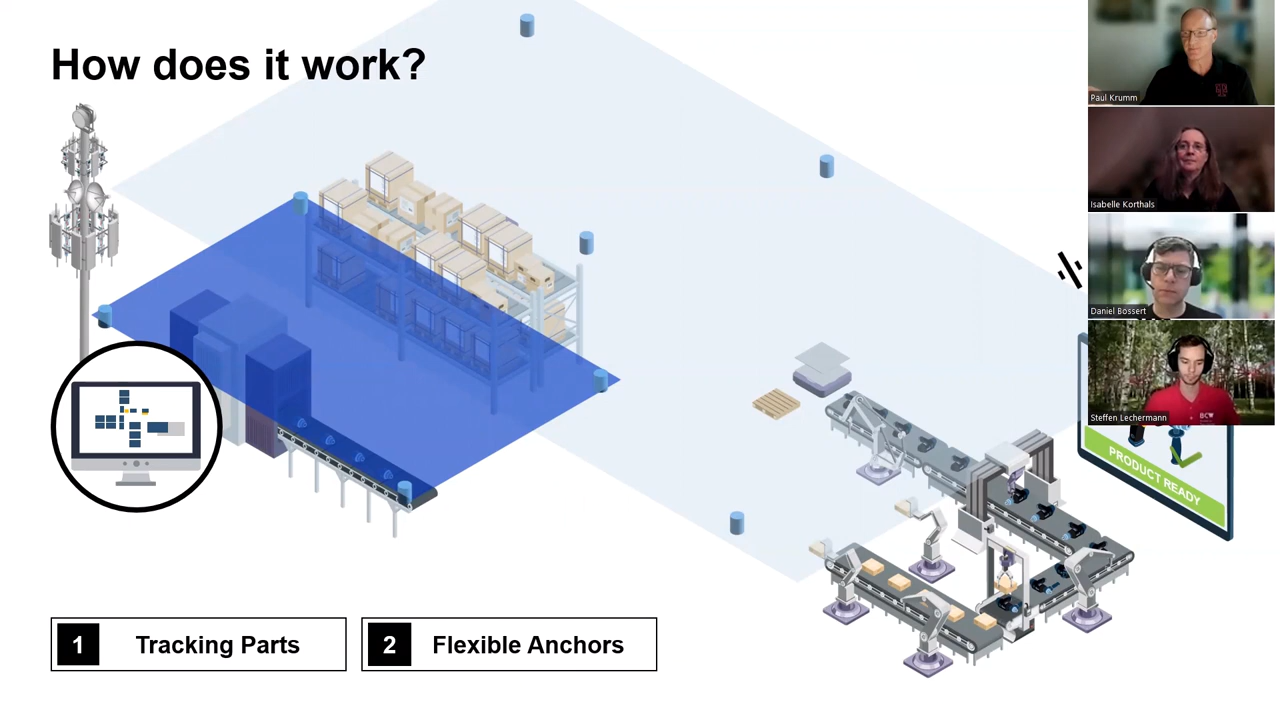 How does it work?
Paul Krumm
Isabelle Korthals
Daniel Bossert
BCW
Steffen Lechermann
PRODUCT READY
1 Tracking Parts
2 Flexible Anchors